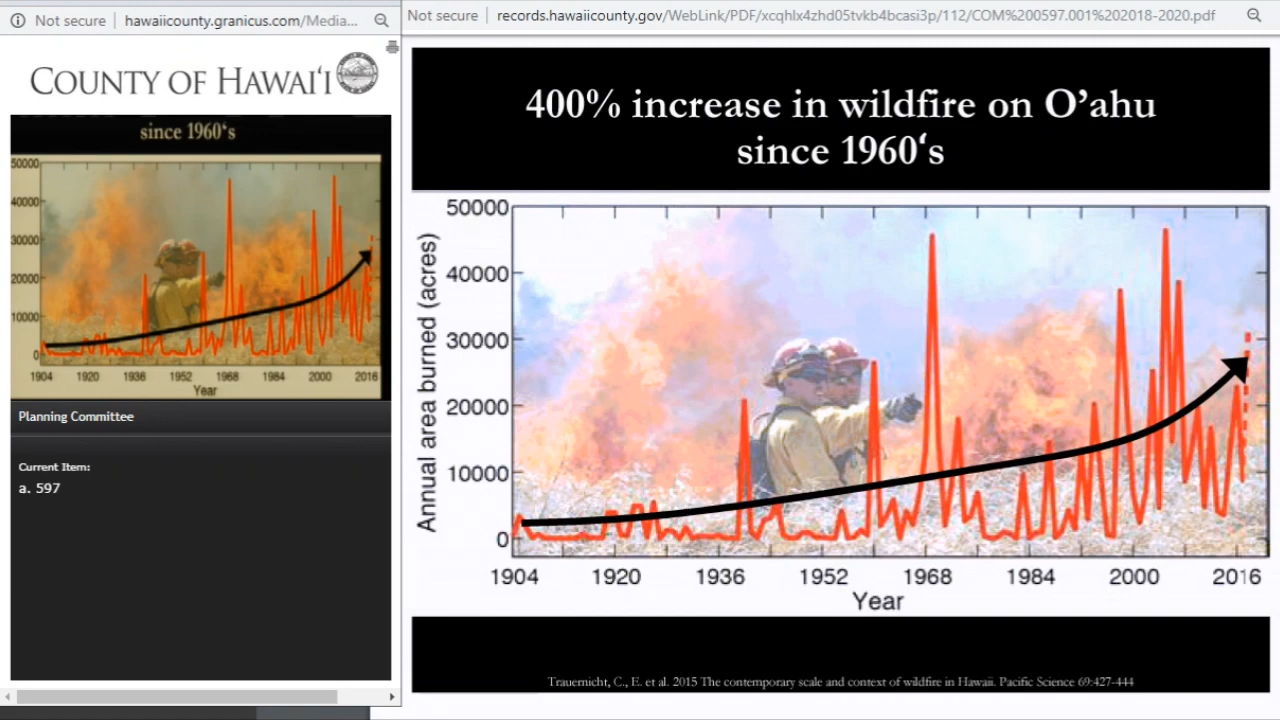 Not secure
hawaiicounty.granicus.com/Media...
COUNTY OF HAWAI‘I
since 1960‘s
50000
40000
30000
20000
10000
0
1904 1920 1936 1952 1968 1984 2000 2016
Year
Planning Committee
Current Item:
a. 597
Not secure
records.hawaiicounty.gov/WebLink/PDF/xcqhlx4zhd05tvkb4bcasi3p/112/COM%200597.001%202018-2020.pdf
400% increase in wildfire on O’ahu
since 1960‘s
Annual area burned (acres)
50000
40000
30000
20000
10000
0
1904 1920 1936 1952 1968 1984 2000 2016
Year
Trauernicht, C., E. et al. 2015 The contemporary scale and context of wildfire in Hawaii. Pacific Science 69:427-444